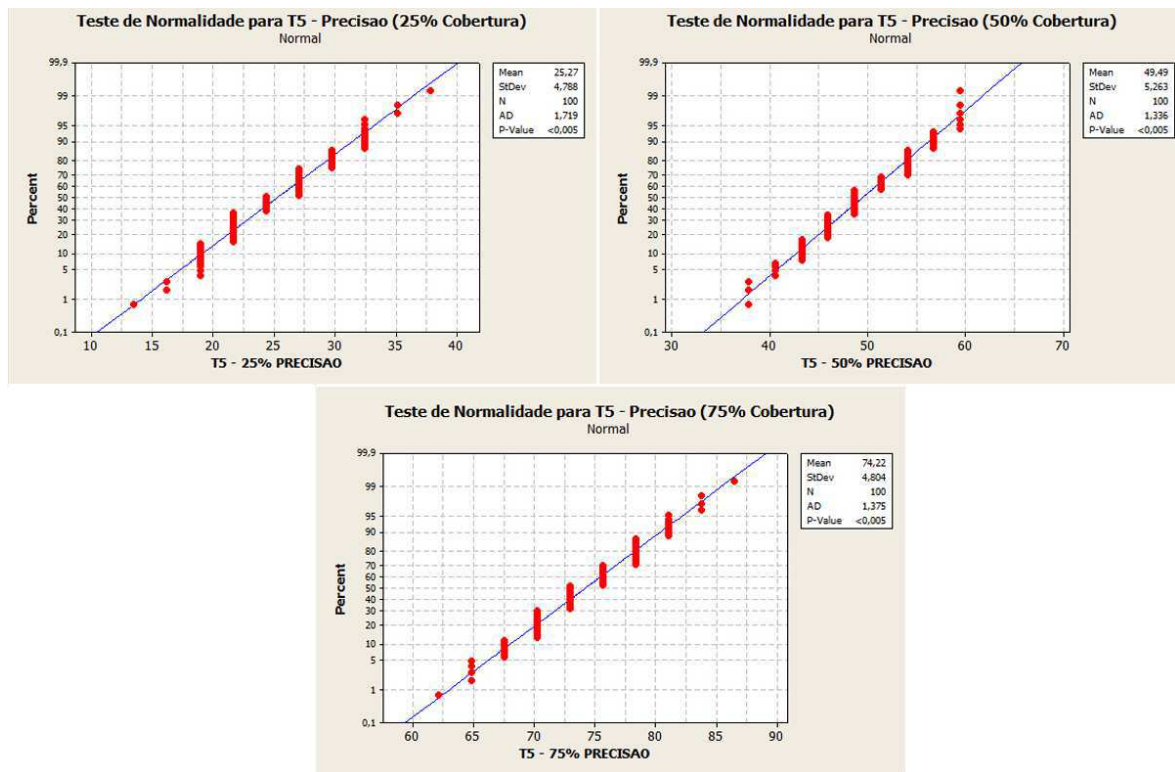 Teste de Normalidade para T5 - Precisao (25% Cobertura)
Normal
99,9
99
95
90
80
70
60
50
40
30
20
10
5
1
0,1
Percent
10 15 20 25 30 35 40
T5 - 25% PRECISAO
Mean 25,27
StDev 4,788
N 100
AD 1,719
P-Value <0,005
Teste de Normalidade para T5 - Precisao (50% Cobertura)
Normal
99,9
99
95
90
80
70
60
50
40
30
20
10
5
1
0,1
Percent
30 40 50 60 70
T5 - 50% PRECISAO
Mean 49,49
StDev 5,263
N 100
AD 1,336
P-Value <0,005
Teste de Normalidade para T5 - Precisao (75% Cobertura)
Normal
99,9
99
95
90
80
70
60
50
40
30
20
10
5
1
0,1
Percent
60 65 70 75 80 85 90
T5 - 75% PRECISAO
Mean 74,22
StDev 4,804
N 100
AD 1,375
P-Value <0,005